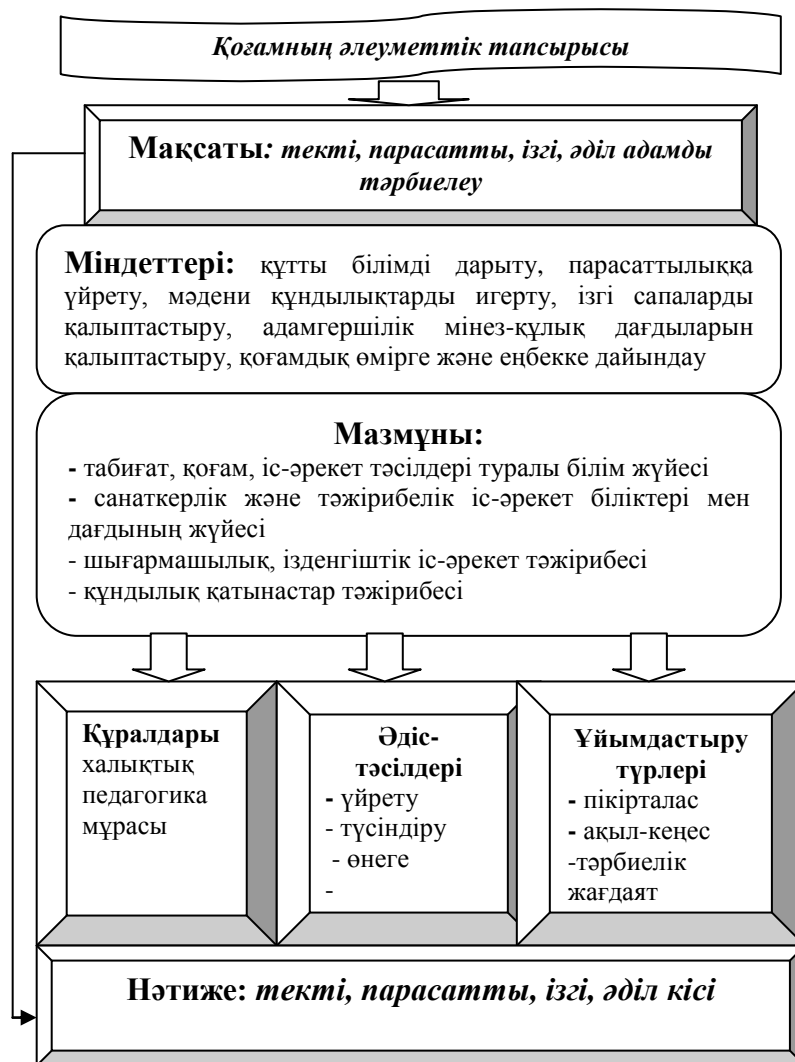 Қоғамның әлеуметтік тапсырысы
Мақсаты: текті, парасатты, ізгі, әділ адамды
тәрбиелеу
Міндеттері: құтты білімді дарыту, парасаттылыққа
үйрету, мәдени құндылықтарды игерту, ізгі сапаларды
қалыптастыру, адамгершілік мінез-құлық дағдыларын
қалыптастыру, қоғамдық өмірге және еңбекке дайындау
Мазмұны:
- табиғат, қоғам, іс-әрекет тәсілдері туралы білім жүйесі
- санаткерлік және тәжірибелік іс-әрекет біліктері мен
дағдының жүйесі
- шығармашылық, ізденгіштік іс-әрекет тәжірибесі
- құндылық қатынастар тәжірибесі
Құралдары
халықтық
педагогика
мұрасы
Әдіс-
тәсілдері
- үйрету
- түсіндіру
- өнеге
-
Ұйымдастыру
түрлері
- пікірталас
- ақыл-кеңес
-тәрбиелік
жағдаят
Нәтиже: текті, парасатты, ізгі, әділ кісі